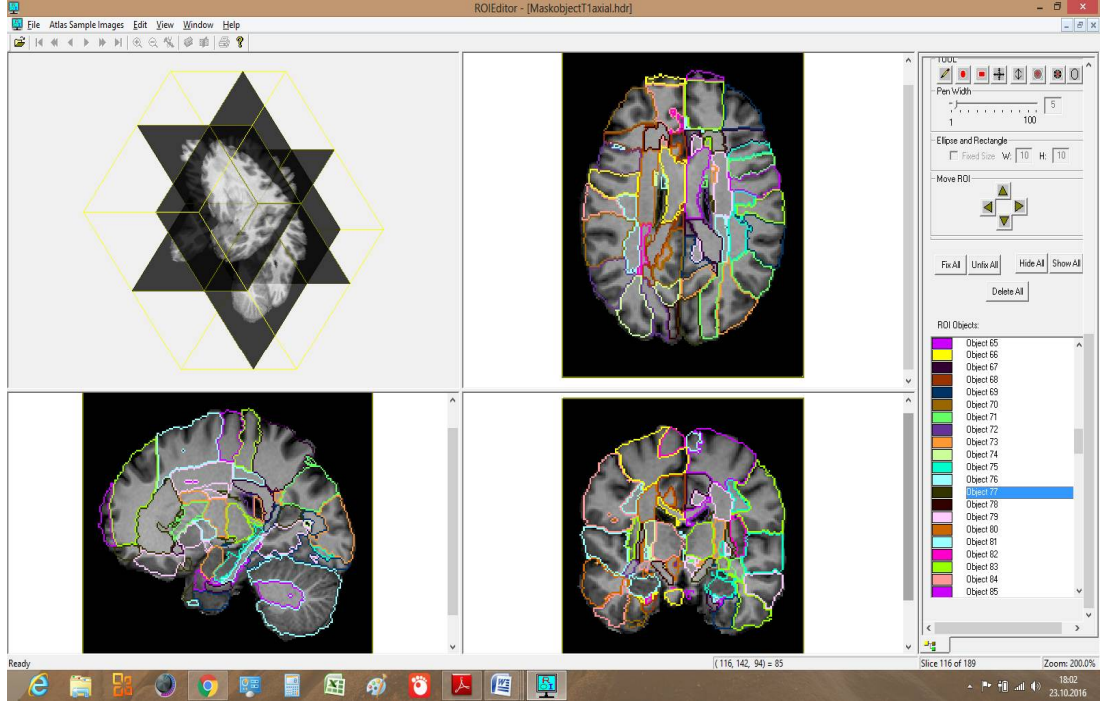 ROIEditor - [MaskobjectT1axial.hdr]
File Atlas Sample Images Edit View Window Help
TOOL
Pen Width
5
1 100
Ellipse and Rectangle
Fixed Size W: 10 H: 10
Move ROI
Fix All Unfix All Hide All Show All
Delete All
ROI Objects:
Object 65
Object 66
Object 67
Object 68
Object 69
Object 70
Object 71
Object 72
Object 73
Object 74
Object 75
Object 76
Object 77
Object 78
Object 79
Object 80
Object 81
Object 82
Object 83
Object 84
Object 85
Ready (116, 142, 94) = 85 Slice 116 of 189 Zoom: 200.0%
18:02
23.10.2016